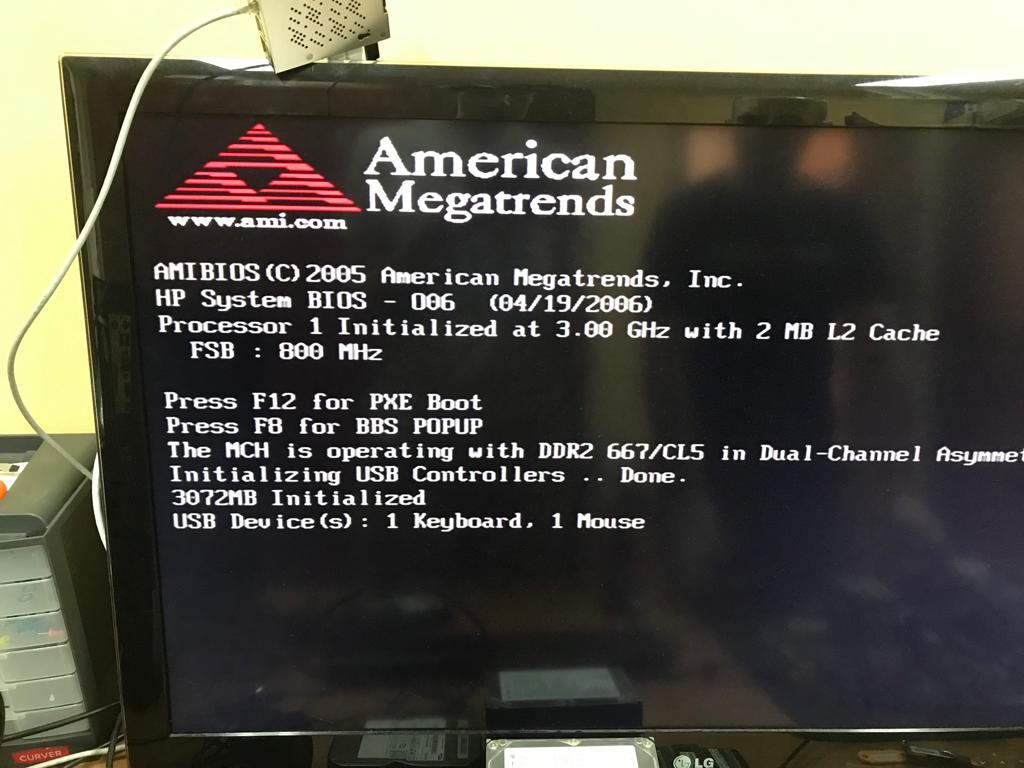 American
Megatrends
www.ami.com
AMIBIOS(C)2005 American Megatrends, Inc.
HP System BIOS - 006 (04/19/2006)
Processor 1 Initialized at 3.00 GHz with 2 MB L2 Cache
FSB : 800 MHz
Press F12 for PXE Boot
Press F8 for BBS POPUP
The MCH is operating with DDR2 667/CL5 in Dual-Channel Asymmet
Initializing USB Controllers .. Done.
3072MB Initialized
USB Device(s): 1 Keyboard, 1 Mouse
CURVER
LG